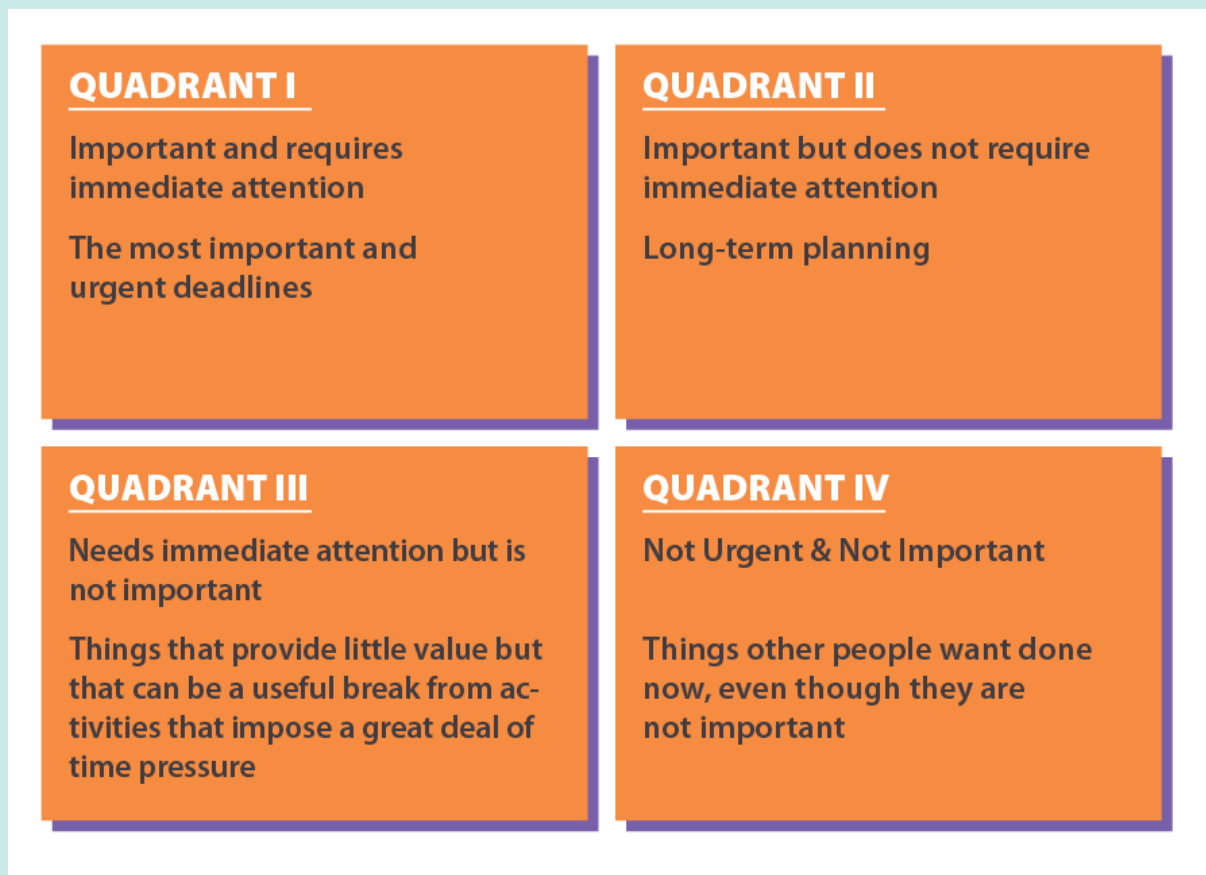 QUADRANT I
Important and requires
immediate attention
The most important and
urgent deadlines
QUADRANT II
Important but does not require
immediate attention
Long-term planning
QUADRANT III
Needs immediate attention but is
not important
Things that provide little value but
that can be a useful break from ac-
tivities that impose a great deal of
time pressure
QUADRANT IV
Not Urgent & Not Important
Things other people want done
now, even though they are
not important